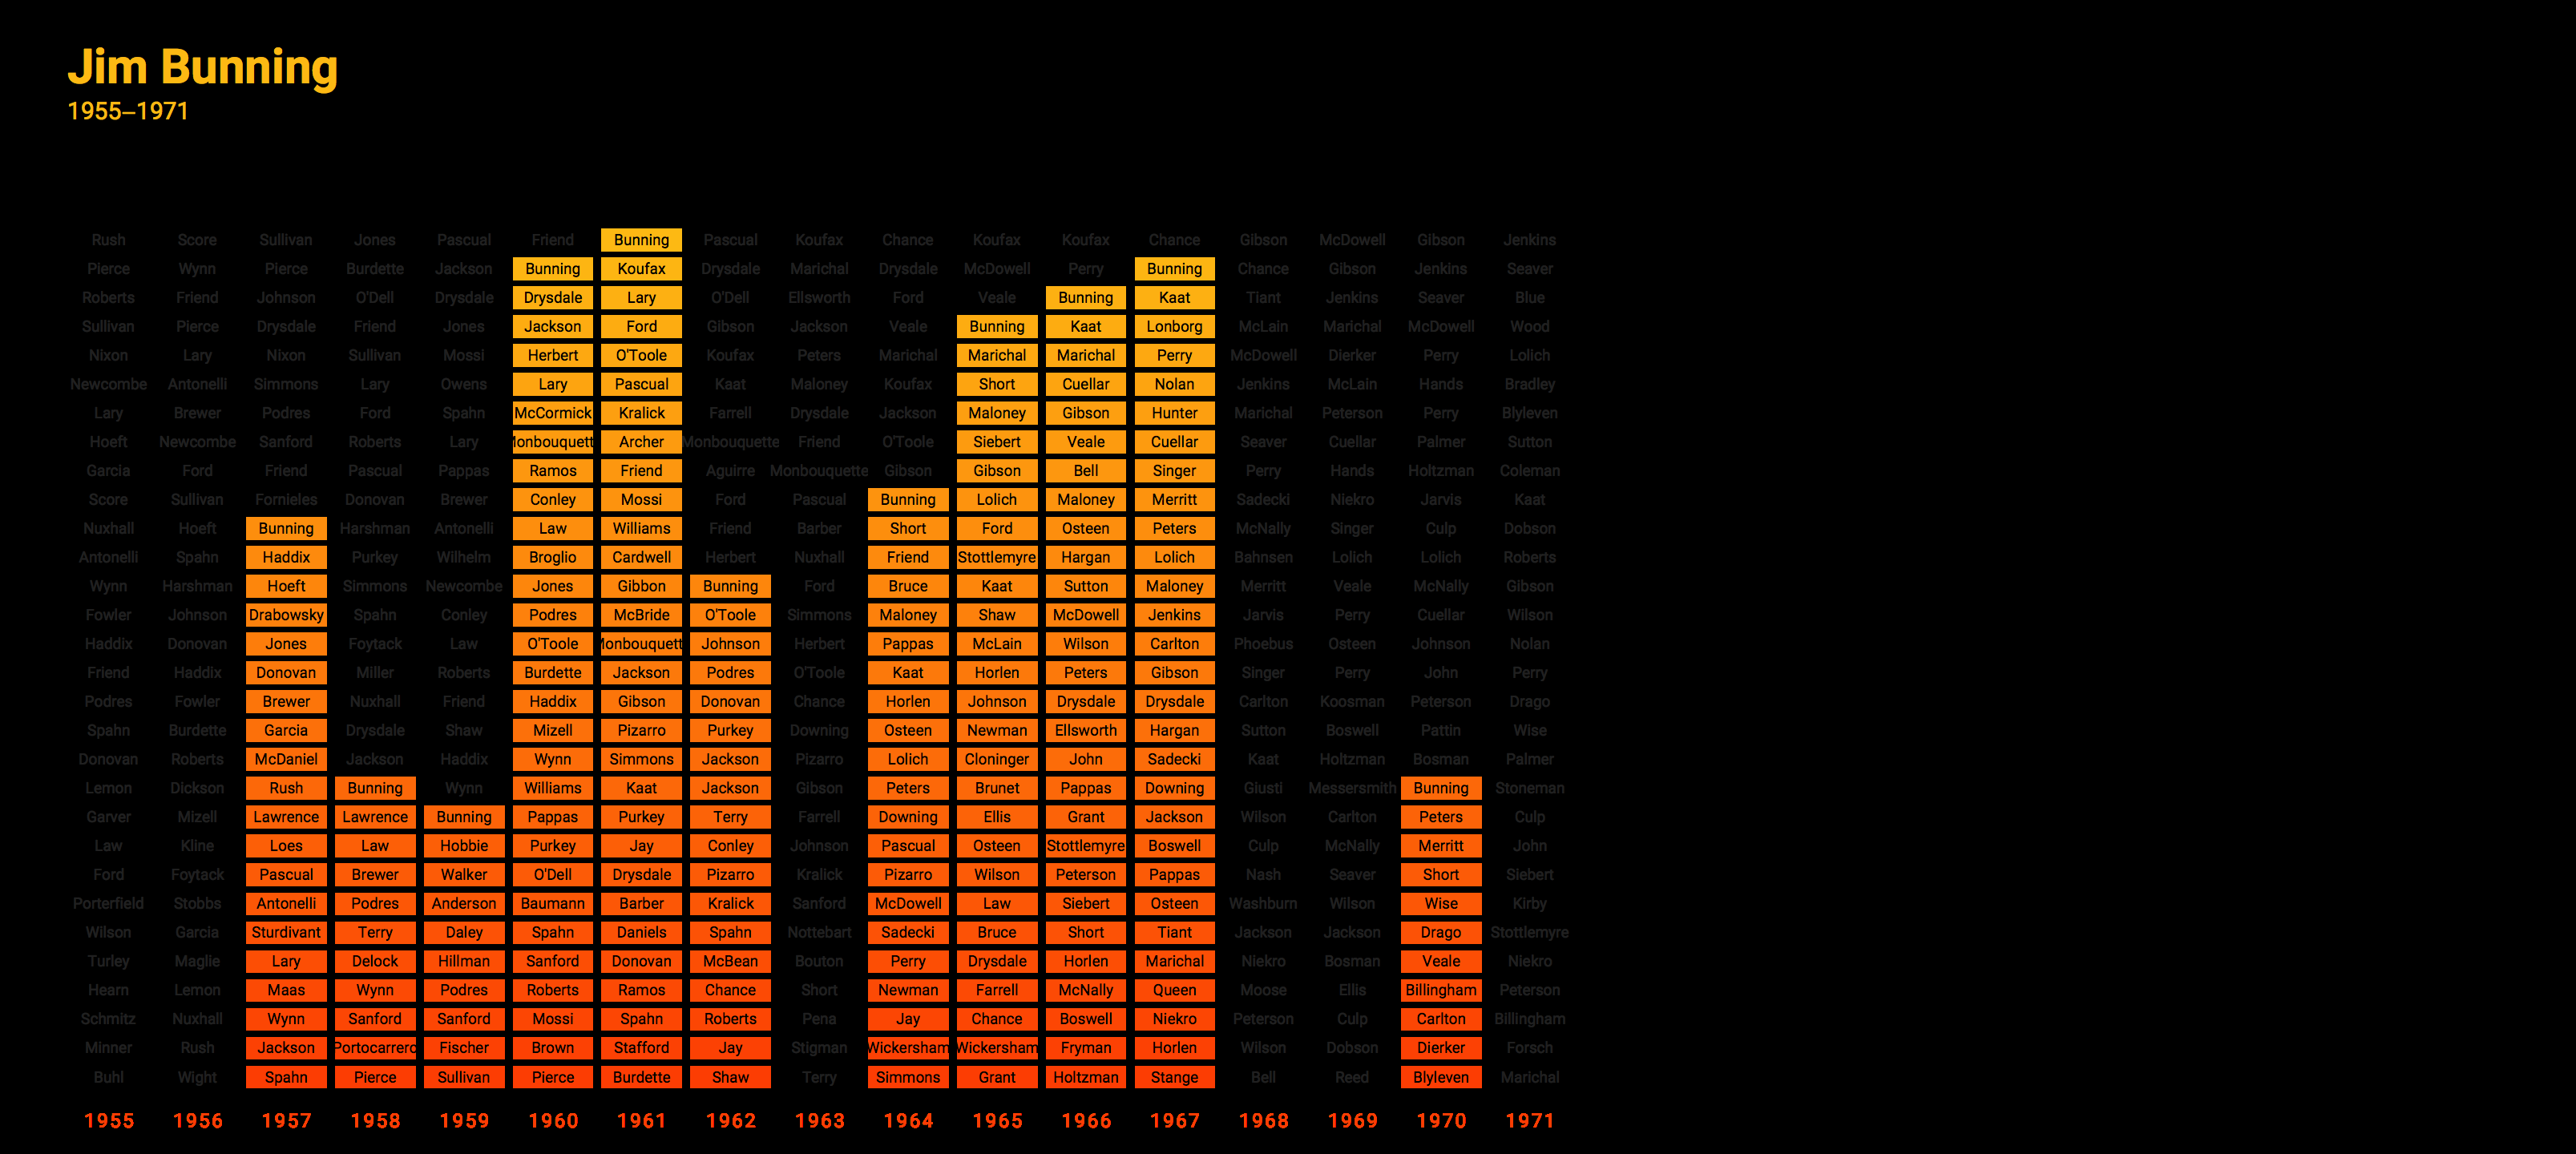 Jim Bunning
1955–1971
Rush Score Sullivan Jones Pascual Friend Bunning Pascual Koufax Chance Koufax Koufax Chance Gibson McDowell Gibson Jenkins
Pierce Wynn Pierce Burdette Jackson Bunning Koufax Drysdale Marichal Drysdale McDowell Perry Bunning Chance Gibson Jenkins Seaver
Roberts Friend Johnson O'Dell Drysdale Drysdale Lary O'Dell Ellsworth Ford Veale Bunning Kaat Tiant Jenkins Seaver Blue
Sullivan Pierce Drysdale Friend Jones Jackson Ford Gibson Jackson Veale Bunning Kaat Lonborg McLain Marichal McDowell Wood
Nixon Lary Nixon Sullivan Mossi Herbert O'Toole Koufax Peters Marichal Marichal Marichal Perry McDowell Dierker Perry Lolich
Newcombe Antonelli Simmons Lary Owens Lary Pascual Kaat Maloney Koufax Short Cuellar Nolan Jenkins McLain Hands Bradley
Lary Brewer Podres Ford Spahn McCormick Kralick Farrell Drysdale Jackson Maloney Gibson Hunter Marichal Peterson Perry Blyleven
Hoeft Newcombe Sanford Roberts Lary Monbouquett Archer Monbouquette Friend O'Toole Siebert Veale Cuellar Seaver Cuellar Palmer Sutton
Garcia Ford Friend Pascual Pappas Ramos Friend Aguirre Monbouquette Gibson Gibson Bell Singer Perry Hands Holtzman Coleman
Score Sullivan Fornieles Donovan Brewer Conley Mossi Ford Pascual Bunning Lolich Maloney Merritt Sadecki Niekro Jarvis Kaat
Nuxhall Hoeft Bunning Harshman Antonelli Law Williams Friend Barber Short Ford Osteen Peters McNally Singer Culp Dobson
Antonelli Spahn Haddix Purkey Wilhelm Broglio Cardwell Herbert Nuxhall Friend Stottlemyre Hargan Lolich Bahnsen Lolich Lolich Roberts
Wynn Harshman Hoeft Simmons Newcombe Jones Gibbon Bunning Ford Bruce Kaat Sutton Maloney Merritt Veale McNally Gibson
Fowler Johnson Drabowsky Spahn Conley Podres McBride O'Toole Simmons Maloney Shaw McDowell Jenkins Jarvis Perry Cuellar Wilson
Haddix Donovan Jones Foytack Law O'Toole Monbouquett Johnson Herbert Pappas McLain Wilson Carlton Phoebus Osteen Johnson Nolan
Friend Haddix Donovan Miller Roberts Burdette Jackson Podres O'Toole Kaat Horlen Peters Gibson Singer Perry John Perry
Podres Fowler Brewer Nuxhall Friend Haddix Gibson Donovan Chance Horlen Johnson Drysdale Drysdale Carlton Koosman Peterson Drago
Spahn Burdette Garcia Drysdale Shaw Mizell Pizarro Purkey Downing Osteen Newman Ellsworth Hargan Sutton Boswell Pattin Wise
Donovan Roberts McDaniel Jackson Haddix Wynn Simmons Jackson Pizarro Lolich Cloninger John Sadecki Kaat Holtzman Bosman Palmer
Lemon Dickson Rush Bunning Wynn Williams Kaat Jackson Gibson Peters Brunet Pappas Downing Giusti Messersmith Bunning Stoneman
Garver Mizell Lawrence Lawrence Bunning Pappas Purkey Terry Farrell Downing Ellis Grant Jackson Wilson Carlton Peters Culp
Law Kline Loes Law Hobbie Purkey Jay Conley Johnson Pascual Osteen Stottlemyre Boswell Culp McNally Merritt John
Ford Foytack Pascual Brewer Walker O'Dell Drysdale Pizarro Kralick Pizarro Wilson Peterson Pappas Nash Seaver Short Siebert
Porterfield Stobbs Antonelli Podres Anderson Baumann Barber Kralick Sanford McDowell Law Siebert Osteen Washburn Wilson Wise Kirby
Wilson Garcia Sturdivant Terry Daley Spahn Daniels Spahn Nottebart Sadecki Bruce Short Tiant Jackson Jackson Drago Stottlemyre
Turley Maglie Lary Delock Hillman Sanford Donovan McBean Bouton Perry Drysdale Horlen Marichal Niekro Bosman Veale Niekro
Hearn Lemon Maas Wynn Podres Roberts Ramos Chance Short Newman Farrell McNally Queen Moose Ellis Billingham Peterson
Schmitz Nuxhall Wynn Sanford Sanford Mossi Spahn Roberts Pena Jay Chance Boswell Niekro Peterson Culp Carlton Billingham
Minner Rush Jackson Portocarrero Fischer Brown Stafford Jay Stigman Wickersham Wickersham Fryman Horlen Wilson Dobson Dierker Forsch
Buhl Wight Spahn Pierce Sullivan Pierce Burdette Shaw Terry Simmons Grant Holtzman Stange Bell Reed Blyleven Marichal
1955 1956 1957 1958 1959 1960 1961 1962 1963 1964 1965 1966 1967 1968 1969 1970 1971